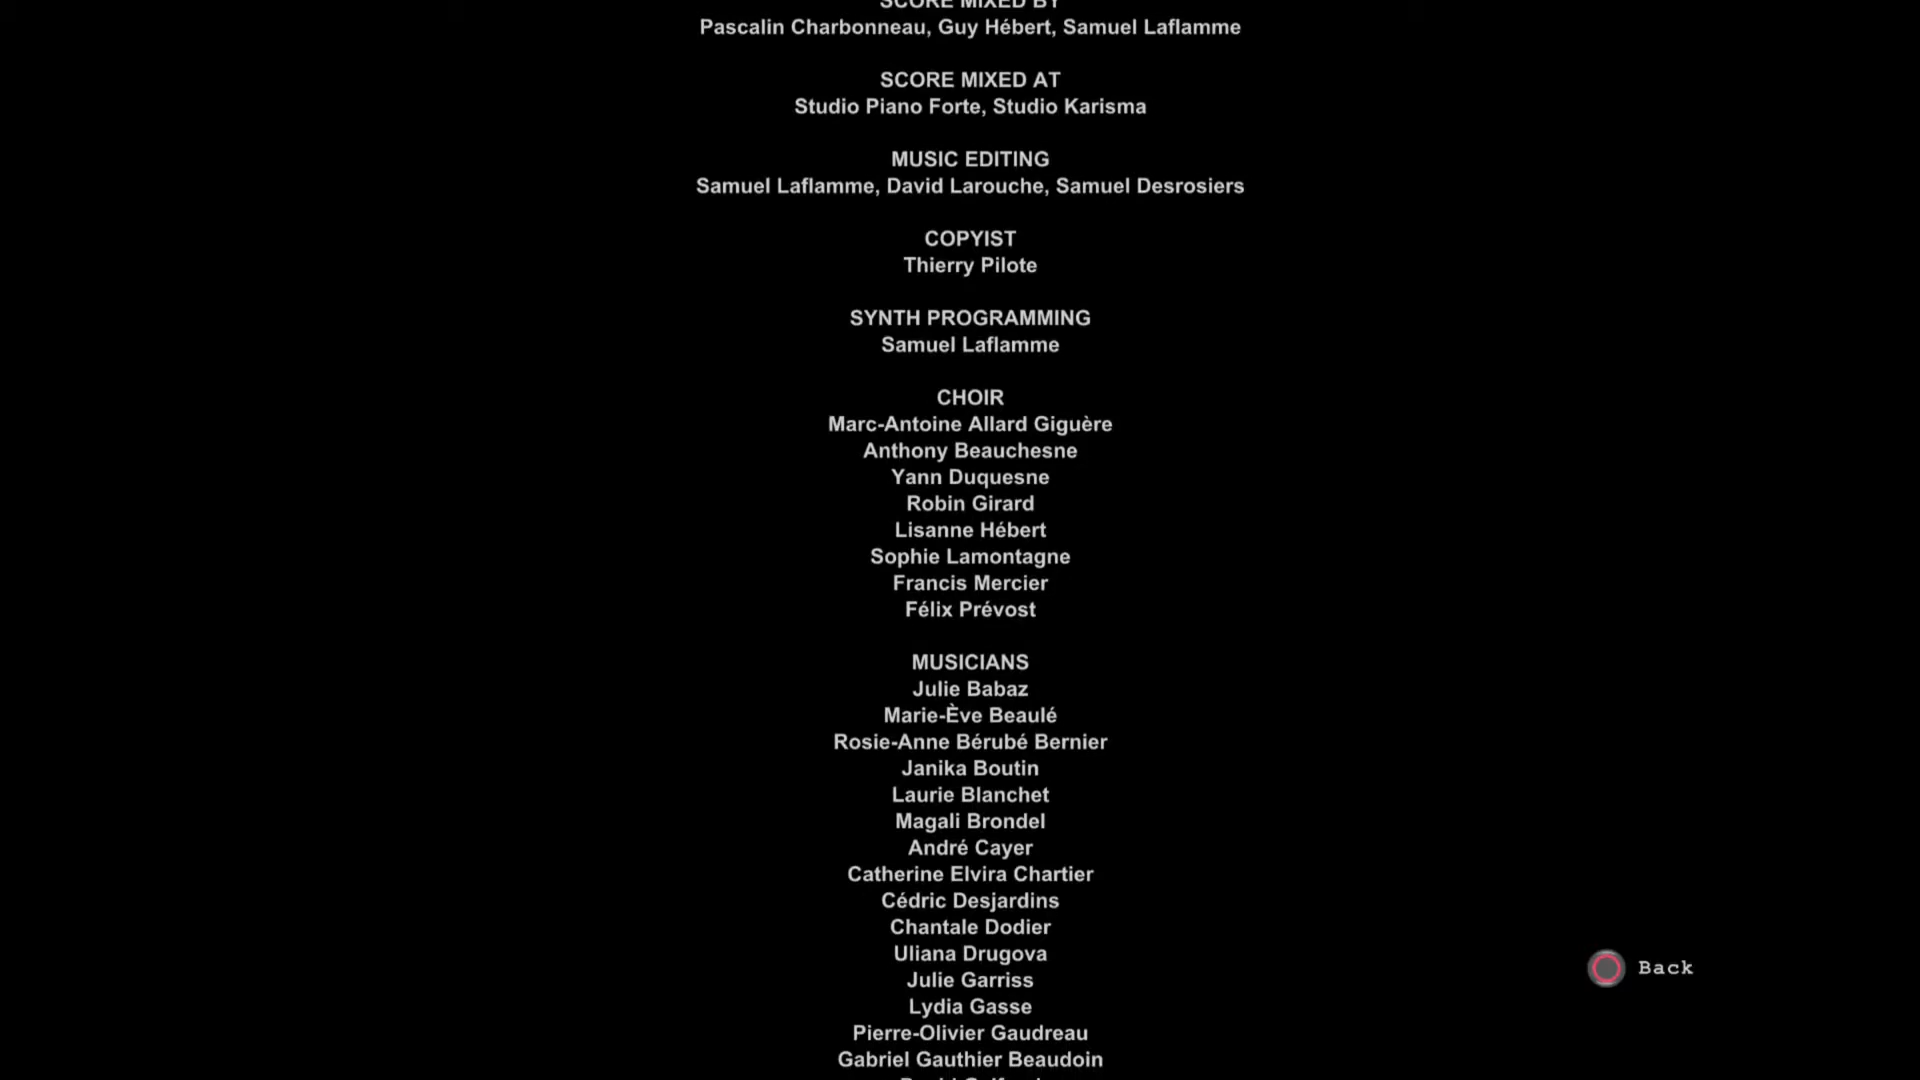 SCORE MIXED BY
Pascalin Charbonneau, Guy Hébert, Samuel Laflamme
SCORE MIXED AT
Studio Piano Forte, Studio Karisma
MUSIC EDITING
Samuel Laflamme, David Larouche, Samuel Desrosiers
COPYIST
Thierry Pilote
SYNTH PROGRAMMING
Samuel Laflamme
CHOIR
Marc-Antoine Allard Giguère
Anthony Beauchesne
Yann Duquesne
Robin Girard
Lisanne Hébert
Sophie Lamontagne
Francis Mercier
Félix Prévost
MUSICIANS
Julie Babaz
Marie-Ève Beaulé
Rosie-Anne Bérubé Bernier
Janika Boutin
Laurie Blanchet
Magali Brondel
André Cayer
Catherine Elvira Chartier
Cédric Desjardins
Chantale Dodier
Uliana Drugova
Julie Garriss
Lydia Gasse
Pierre-Olivier Gaudreau
Gabriel Gauthier Beaudoin
Back